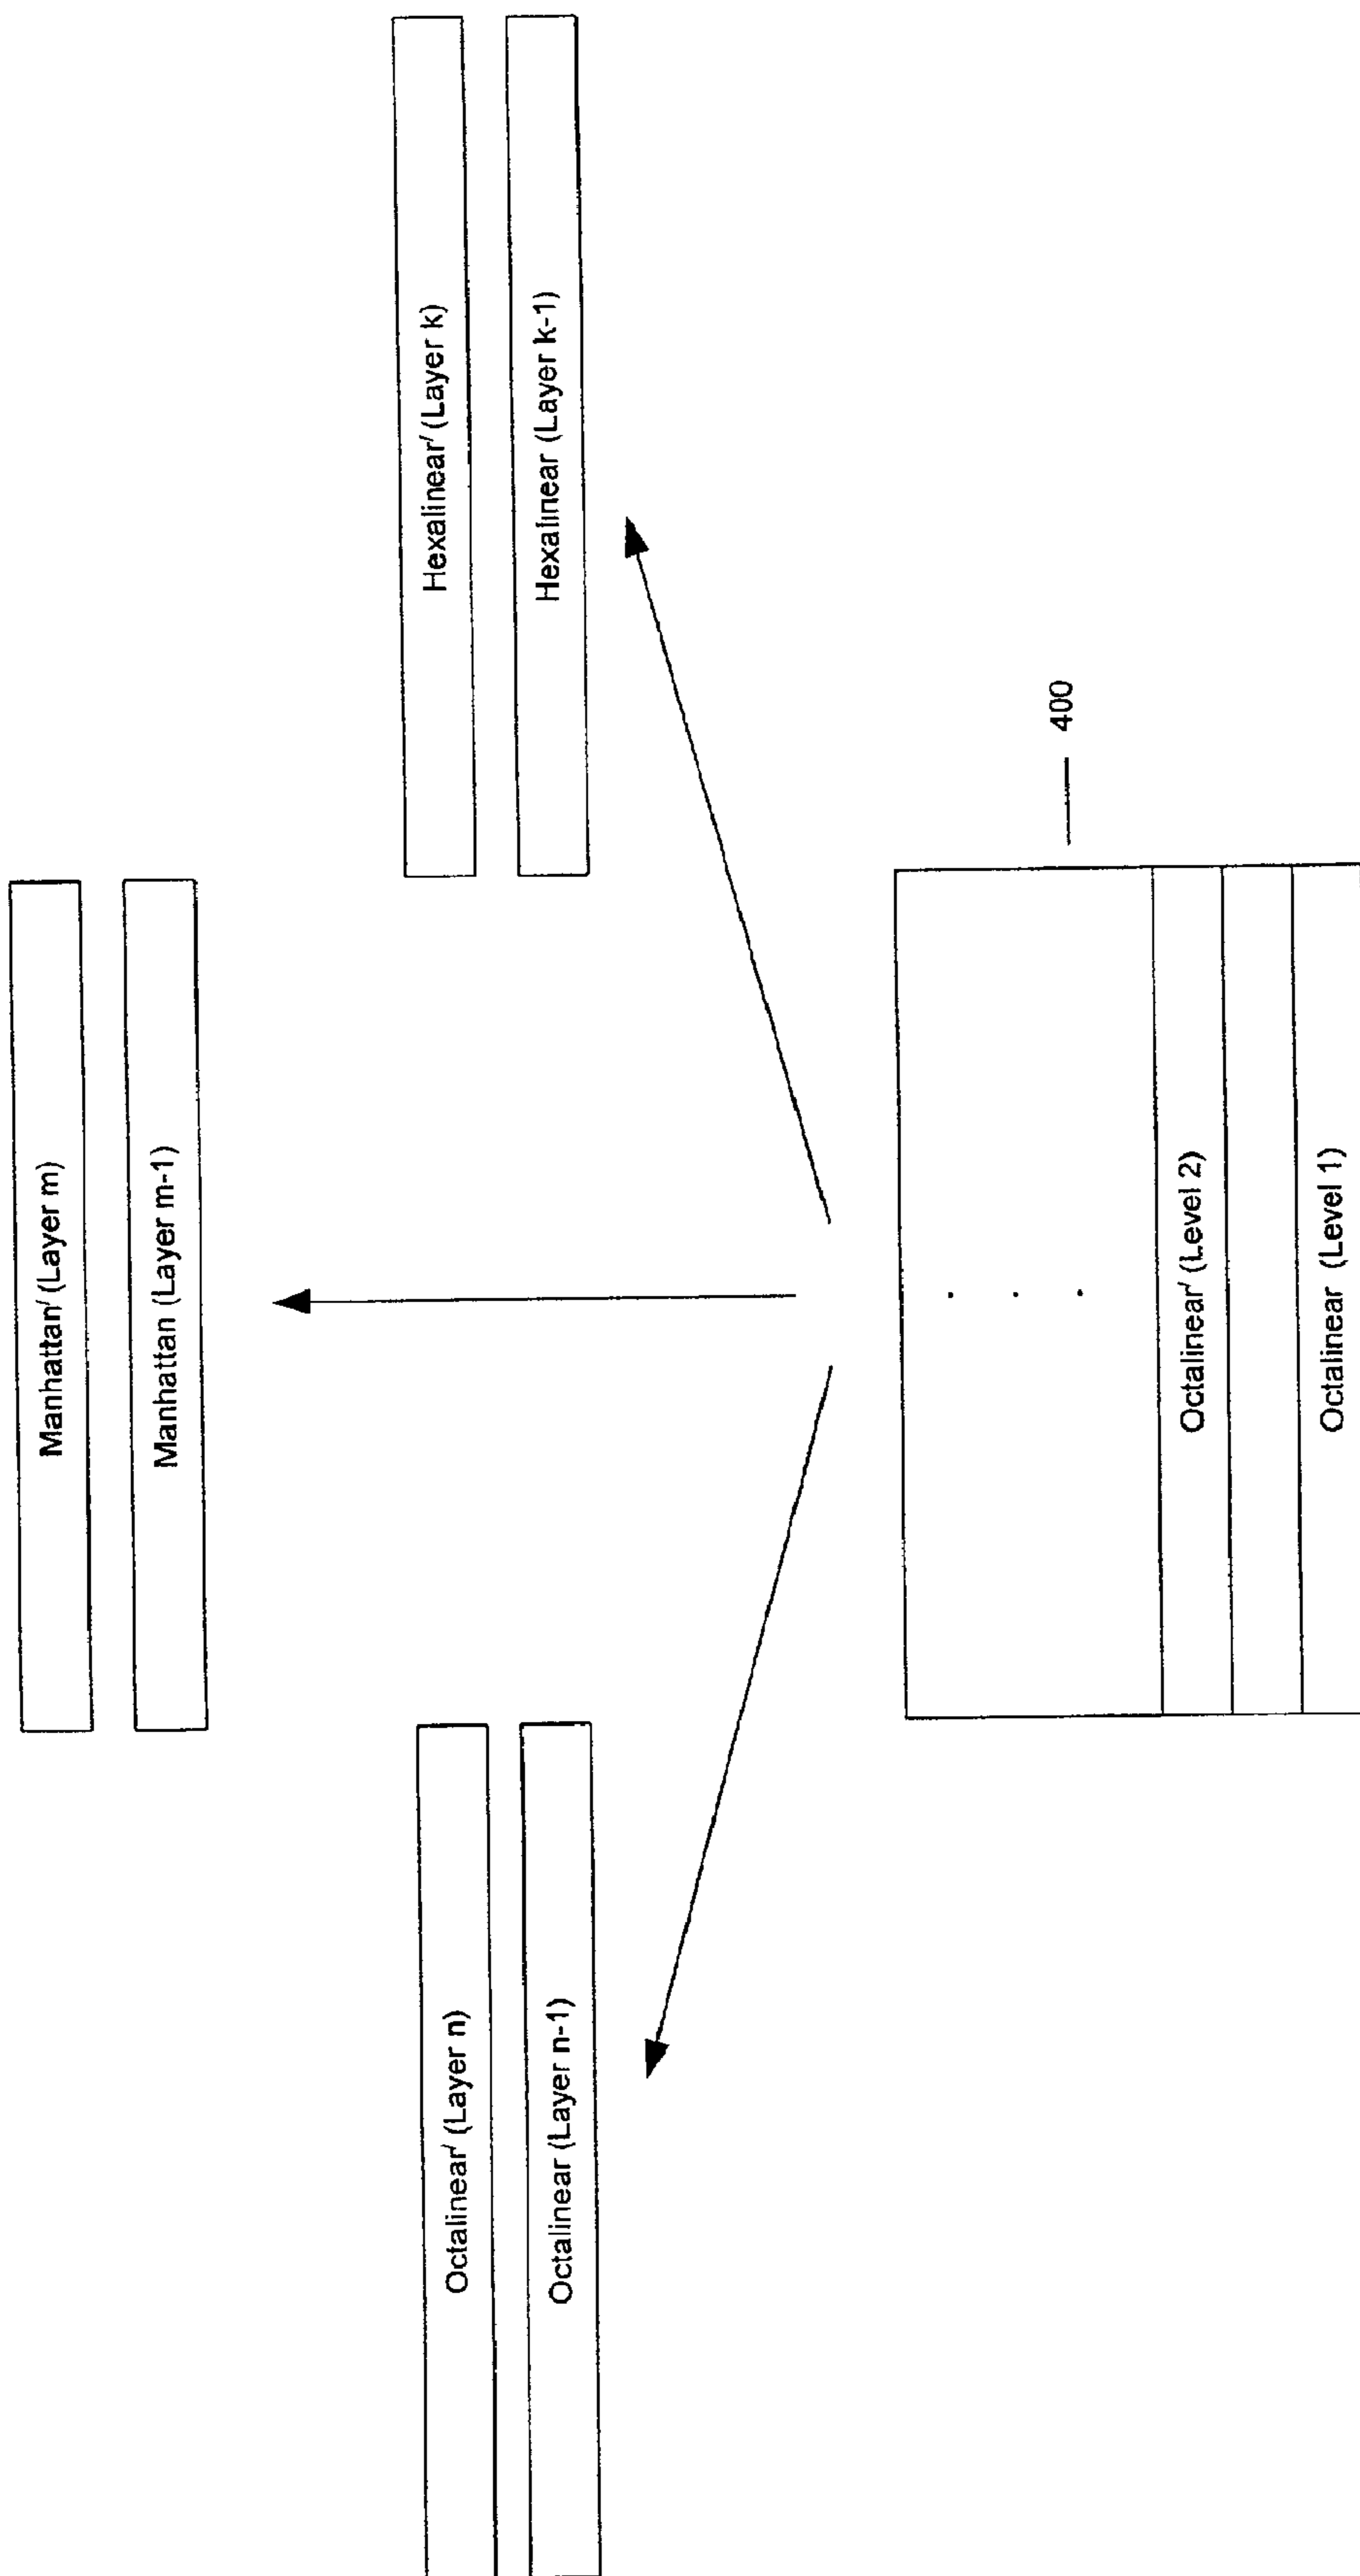 Manhattan' (Layer m)
Manhattan (Layer m-1)
Octalinear' (Layer n)
Octalinear (Layer n-1)
Hexalinear' (Layer k)
Hexalinear (Layer k-1)
400
. . .
Octalinear' (Level 2)
Octalinear (Level 1)